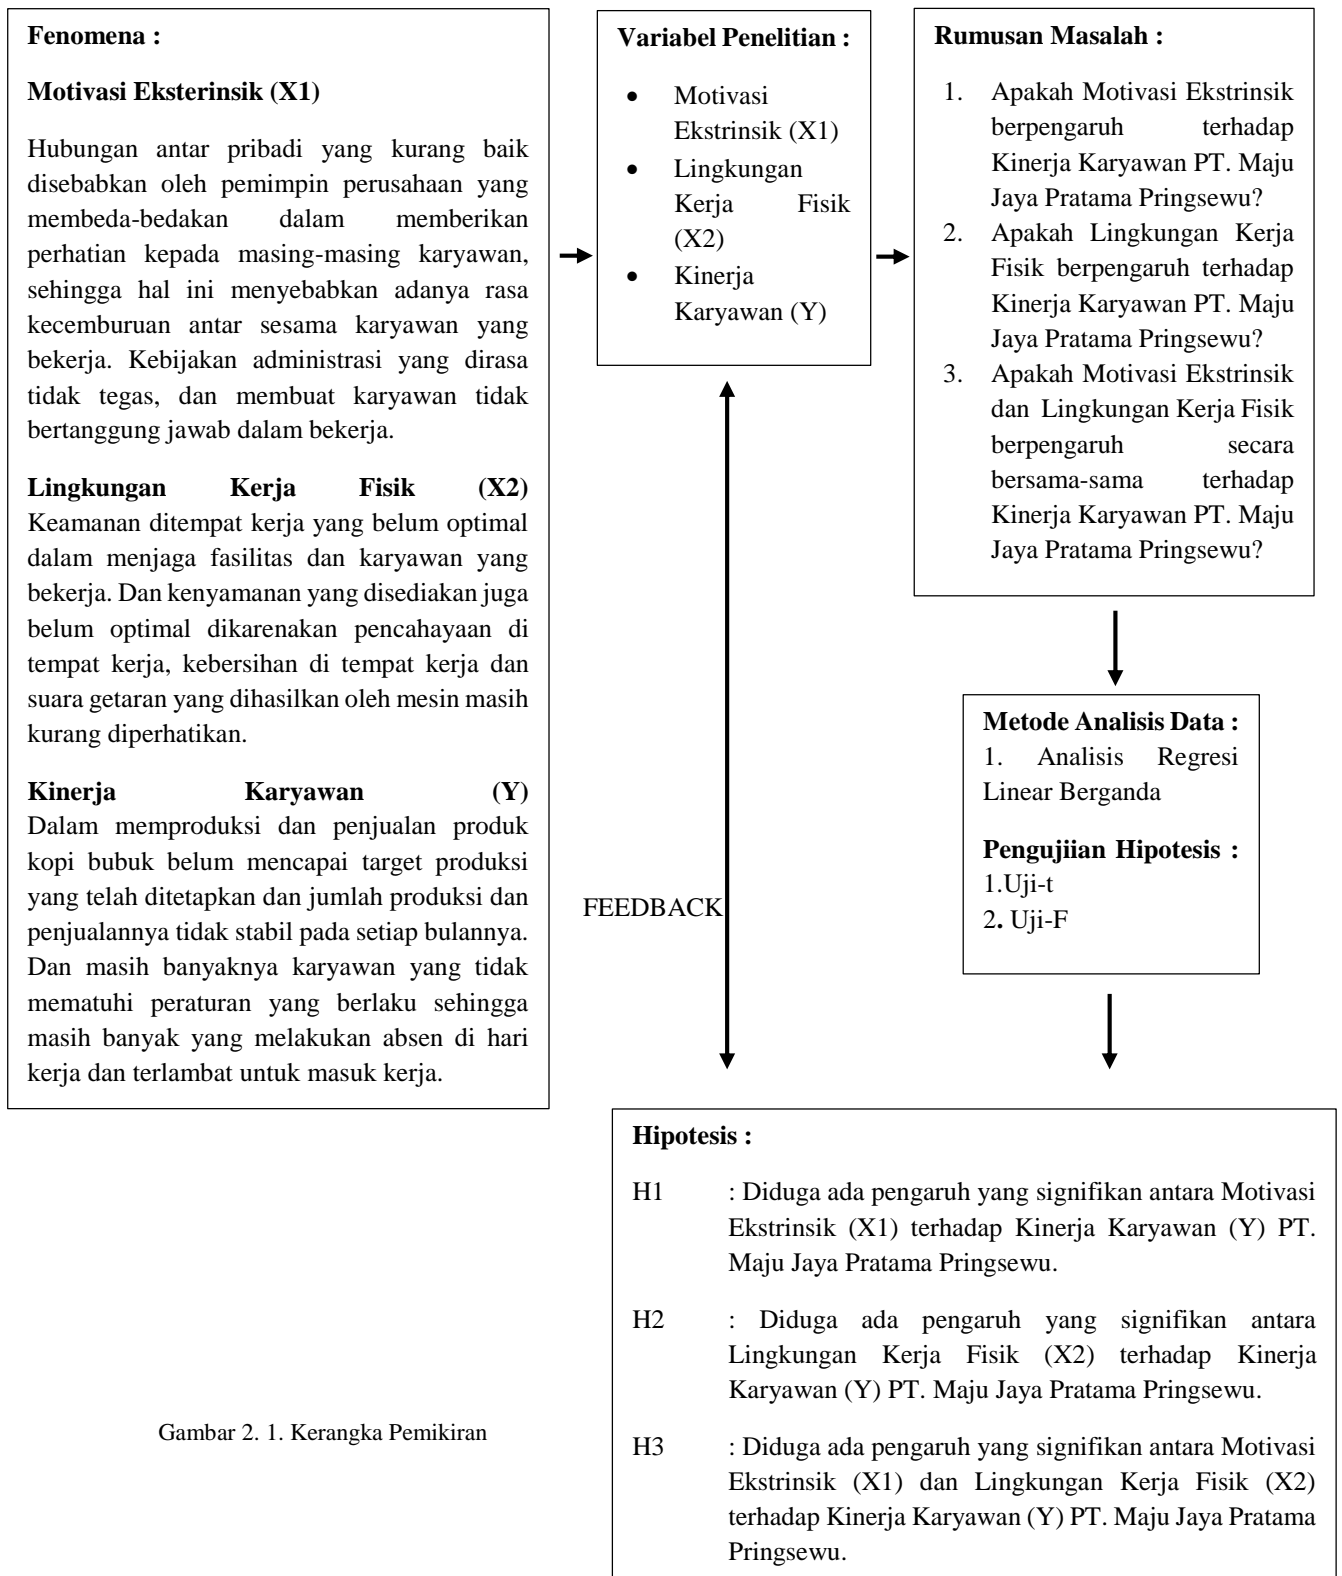 Fenomena :
Motivasi Eksterinsik (X1)
Hubungan antar pribadi yang kurang baik
disebabkan oleh pemimpin perusahaan yang
membeda-bedakan dalam memberikan
perhatian kepada masing-masing karyawan,
sehingga hal ini menyebabkan adanya rasa
kecemburuan antar sesama karyawan yang
bekerja. Kebijakan administrasi yang dirasa
tidak tegas, dan membuat karyawan tidak
bertanggung jawab dalam bekerja.
Lingkungan Kerja Fisik (X2)
Keamanan ditempat kerja yang belum optimal
dalam menjaga fasilitas dan karyawan yang
bekerja. Dan kenyamanan yang disediakan juga
belum optimal dikarenakan pencahayaan di
tempat kerja, kebersihan di tempat kerja dan
suara getaran yang dihasilkan oleh mesin masih
kurang diperhatikan.
Kinerja Karyawan (Y)
Dalam memproduksi dan penjualan produk
kopi bubuk belum mencapai target produksi
yang telah ditetapkan dan jumlah produksi dan
penjualannya tidak stabil pada setiap bulannya.
Dan masih banyaknya karyawan yang tidak
mematuhi peraturan yang berlaku sehingga
masih banyak yang melakukan absen di hari
kerja dan terlambat untuk masuk kerja.
Variabel Penelitian :
• Motivasi
Ekstrinsik (X1)
• Lingkungan
Kerja Fisik
(X2)
• Kinerja
Karyawan (Y)
Rumusan Masalah :
1. Apakah Motivasi Ekstrinsik
berpengaruh terhadap
Kinerja Karyawan PT. Maju
Jaya Pratama Pringsewu?
2. Apakah Lingkungan Kerja
Fisik berpengaruh terhadap
Kinerja Karyawan PT. Maju
Jaya Pratama Pringsewu?
3. Apakah Motivasi Ekstrinsik
dan Lingkungan Kerja Fisik
berpengaruh secara
bersama-sama terhadap
Kinerja Karyawan PT. Maju
Jaya Pratama Pringsewu?
Metode Analisis Data :
1. Analisis Regresi
Linear Berganda
Pengujiian Hipotesis :
1.Uji-t
2. Uji-F
FEEDBACK
Hipotesis :
H1 : Diduga ada pengaruh yang signifikan antara Motivasi
Ekstrinsik (X1) terhadap Kinerja Karyawan (Y) PT.
Maju Jaya Pratama Pringsewu.
H2 : Diduga ada pengaruh yang signifikan antara
Lingkungan Kerja Fisik (X2) terhadap Kinerja
Karyawan (Y) PT. Maju Jaya Pratama Pringsewu.
H3 : Diduga ada pengaruh yang signifikan antara Motivasi
Ekstrinsik (X1) dan Lingkungan Kerja Fisik (X2)
terhadap Kinerja Karyawan (Y) PT. Maju Jaya Pratama
Pringsewu.
Gambar 2. 1. Kerangka Pemikiran